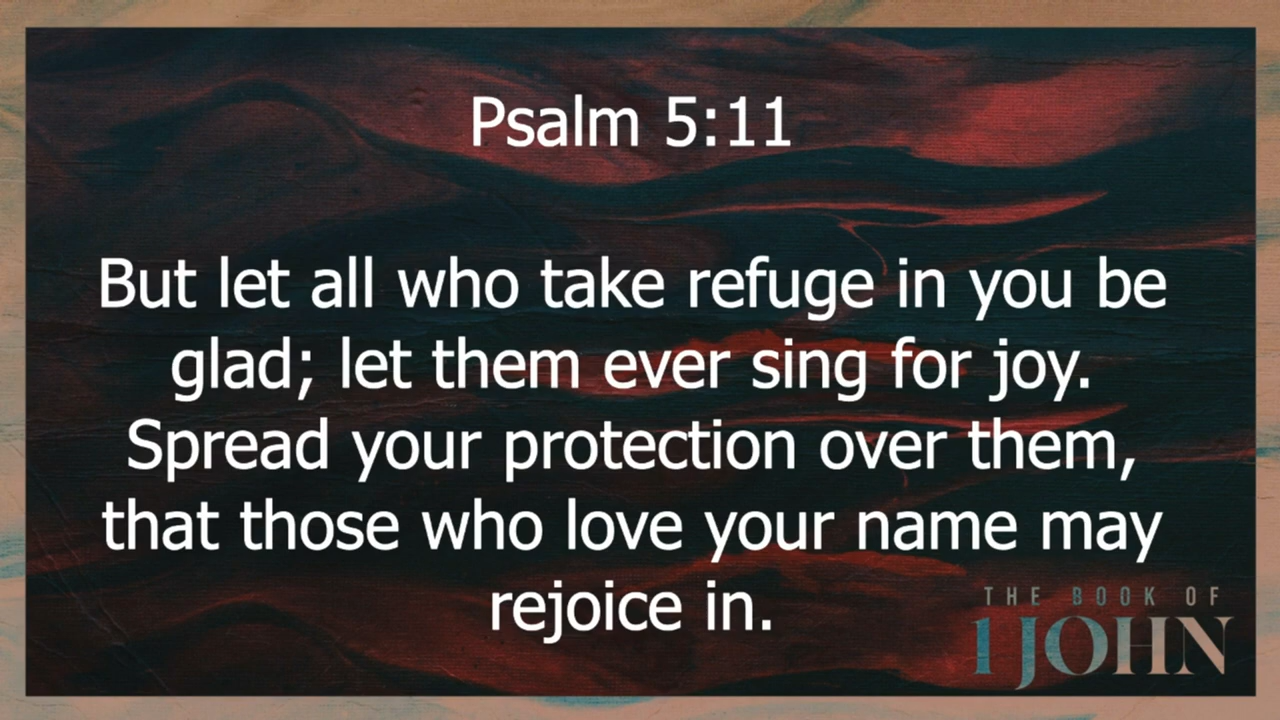 Psalm 5:11
But let all who take refuge in you be
glad; let them ever sing for joy.
Spread your protection over them,
that those who love your name may
rejoice in.
THE BOOK OF
1 JOHN